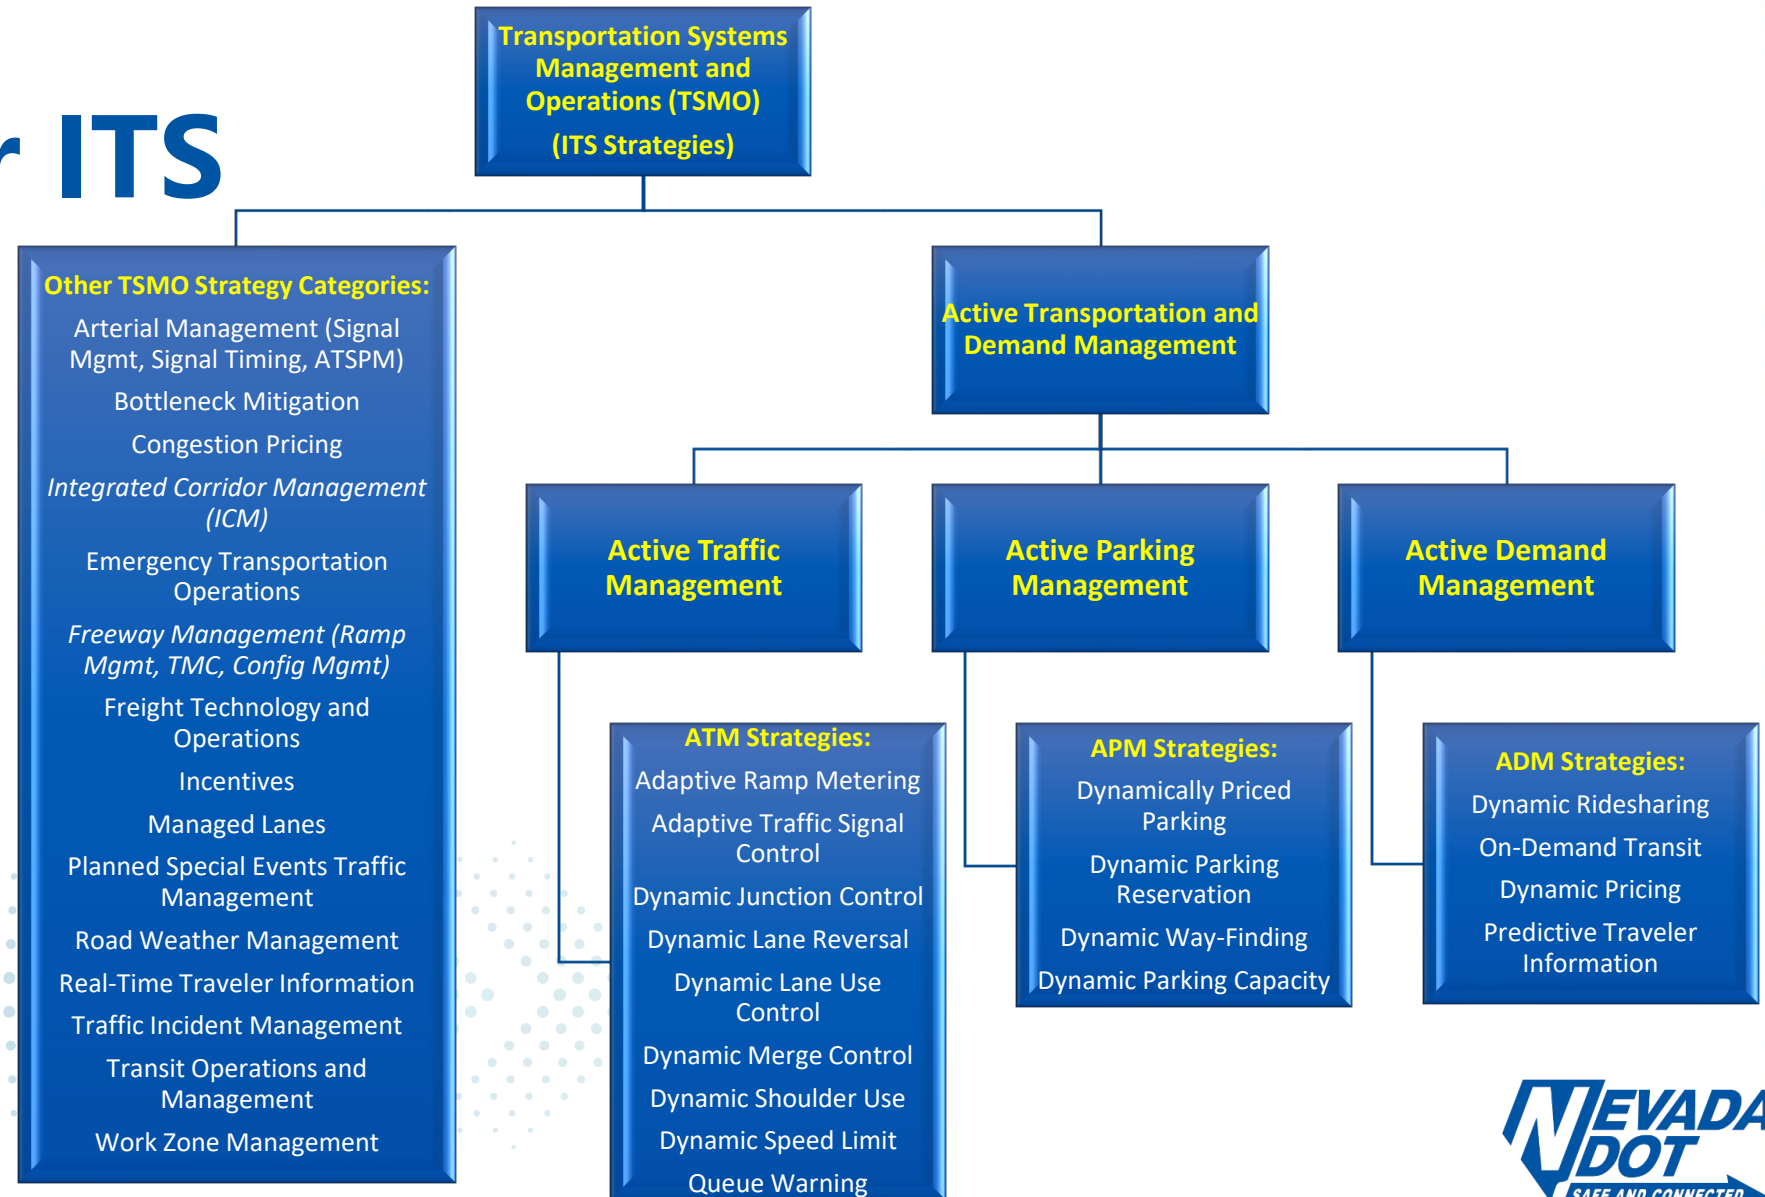 Transportation Systems
Management and
Operations (TSMO)
(ITS Strategies)
r ITS
Other TSMO Strategy Categories:
Arterial Management (Signal
Mgmt, Signal Timing, ATSPM)
Bottleneck Mitigation
Congestion Pricing
Integrated Corridor Management
(ICM)
Emergency Transportation
Operations
Freeway Management (Ramp
Mgmt, TMC, Config Mgmt)
Freight Technology and
Operations
Incentives
Managed Lanes
Planned Special Events Traffic
Management
Road Weather Management
Real-Time Traveler Information
Traffic Incident Management
Transit Operations and
Management
Work Zone Management
Active Transportation and
Demand Management
Active Traffic
Management
Active Parking
Management
Active Demand
Management
ATM Strategies:
Adaptive Ramp Metering
Adaptive Traffic Signal
Control
Dynamic Junction Control
Dynamic Lane Reversal
Dynamic Lane Use
Control
Dynamic Merge Control
Dynamic Shoulder Use
Dynamic Speed Limit
Queue Warning
APM Strategies:
Dynamically Priced
Parking
Dynamic Parking
Reservation
Dynamic Way-Finding
Dynamic Parking Capacity
ADM Strategies:
Dynamic Ridesharing
On-Demand Transit
Dynamic Pricing
Predictive Traveler
Information
NEVADA
DOT
SAFE AND CONNECTED